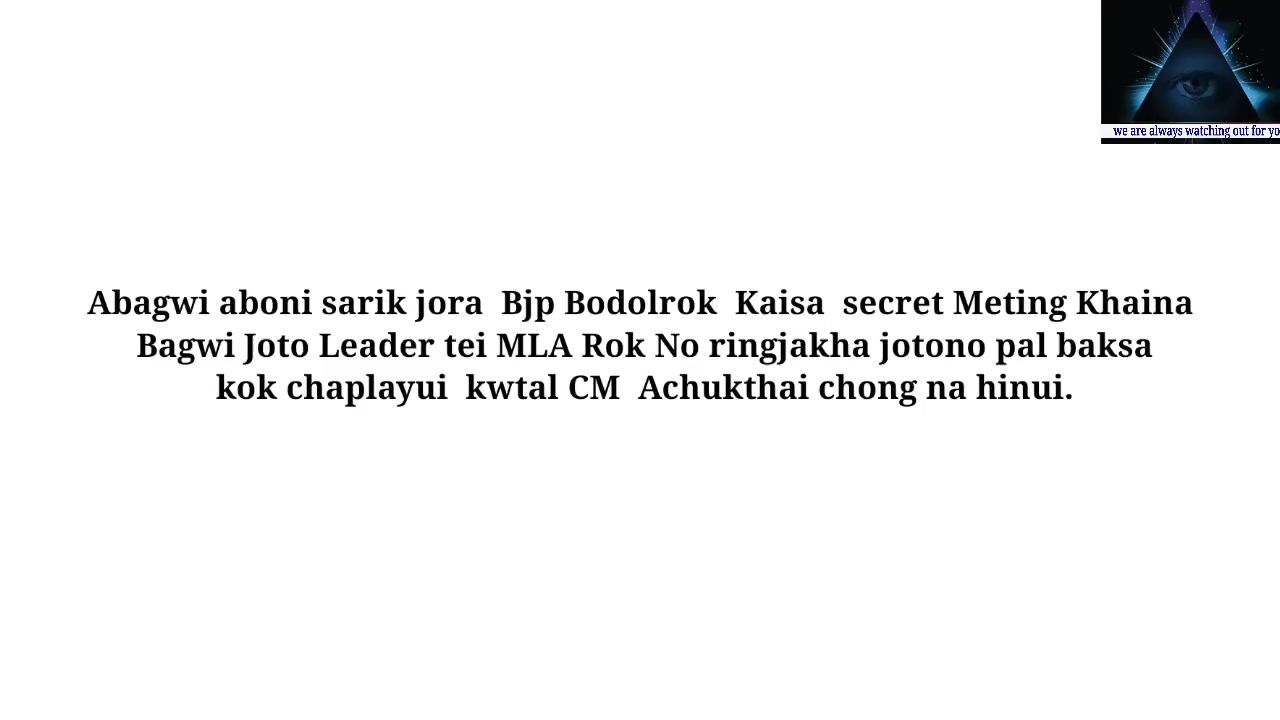 we are always watching out for yo
Abagwi aboni sarik jora Bjp Bodolrok Kaisa secret Meting Khaina
Bagwi Joto Leader tei MLA Rok No ringjakha jotono pal baksa
kok chaplayui kwtal CM Achukthai chong na hinui.